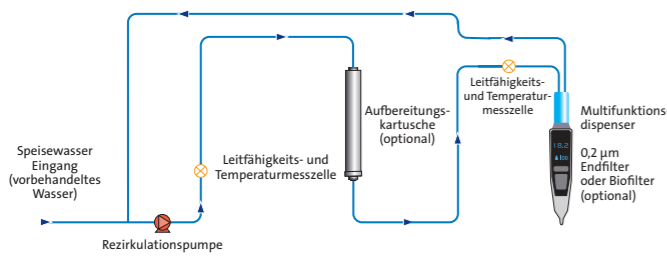 Speisewasser
Eingang
(vorbehandeltes
Wasser)
Rezirkulationspumpe
Leitfähigkeits- und
Temperaturmesszelle
Aufbereitungs-
kartusche
(optional)
Leitfähigkeits-
und Temperatur-
messzelle
Multifunktions-
dispenser
0,2 µm
Endfilter
oder Biofilter
(optional)
18.2